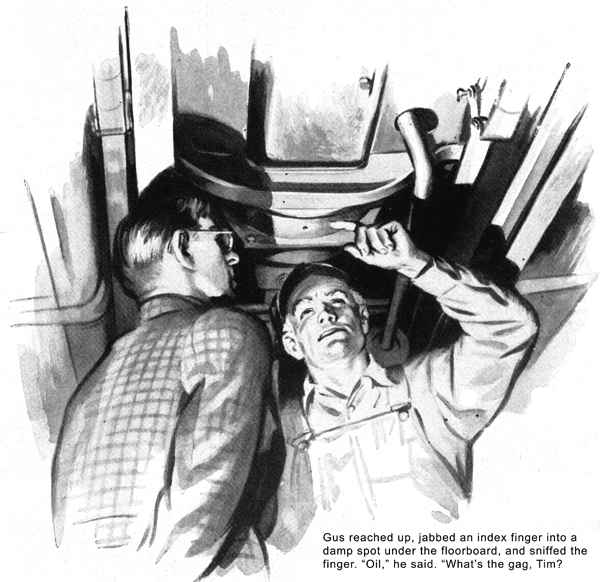 Gus reached up, jabbed an index finger into a
damp spot under the floorboard, and sniffed the
finger. “Oil,” he said. “What’s the gag, Tim?